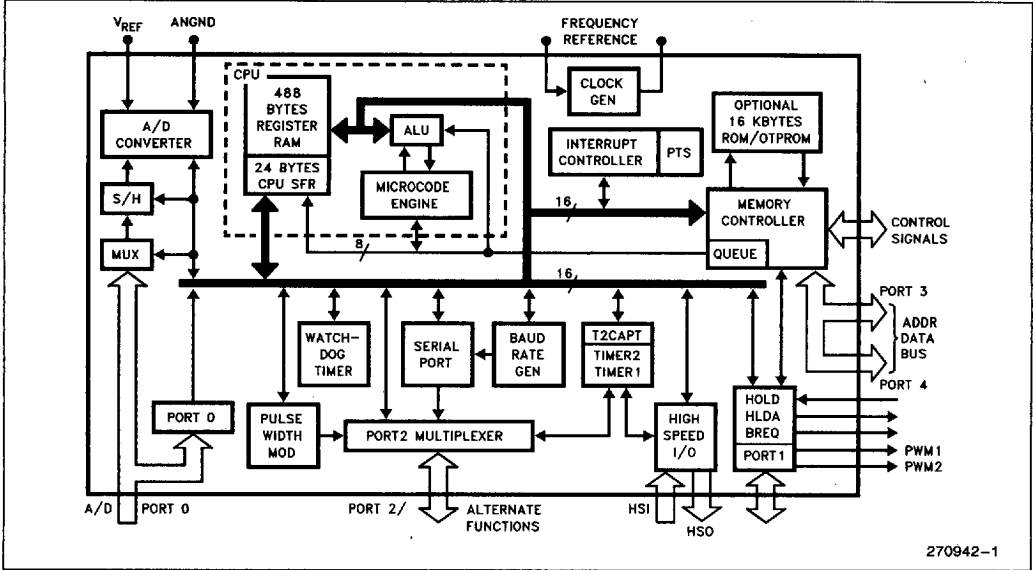 VREF
ANGND
FREQUENCY
REFERENCE
CPU
488
BYTES
REGISTER
RAM
24 BYTES
CPU SFR
ALU
MICROCODE
ENGINE
A/D
CONVERTER
S/H
MUX
CLOCK
GEN
INTERRUPT
CONTROLLER
PTS
OPTIONAL
16 KBYTES
ROM/OTPROM
MEMORY
CONTROLLER
QUEUE
CONTROL
SIGNALS
16
8
16
PORT 3
ADDR
DATA
BUS
PORT 4
WATCH-
DOG
TIMER
SERIAL
PORT
BAUD
RATE
GEN
T2CAPT
TIMER2
TIMER1
PORT 0
PULSE
WIDTH
MOD
PORT2 MULTIPLEXER
HIGH
SPEED
I/O
HOLD
HLDA
BREQ
PORT1
PWM1
PWM2
A/D
PORT 0
PORT 2/
ALTERNATE
FUNCTIONS
HSI
HSO
270942-1